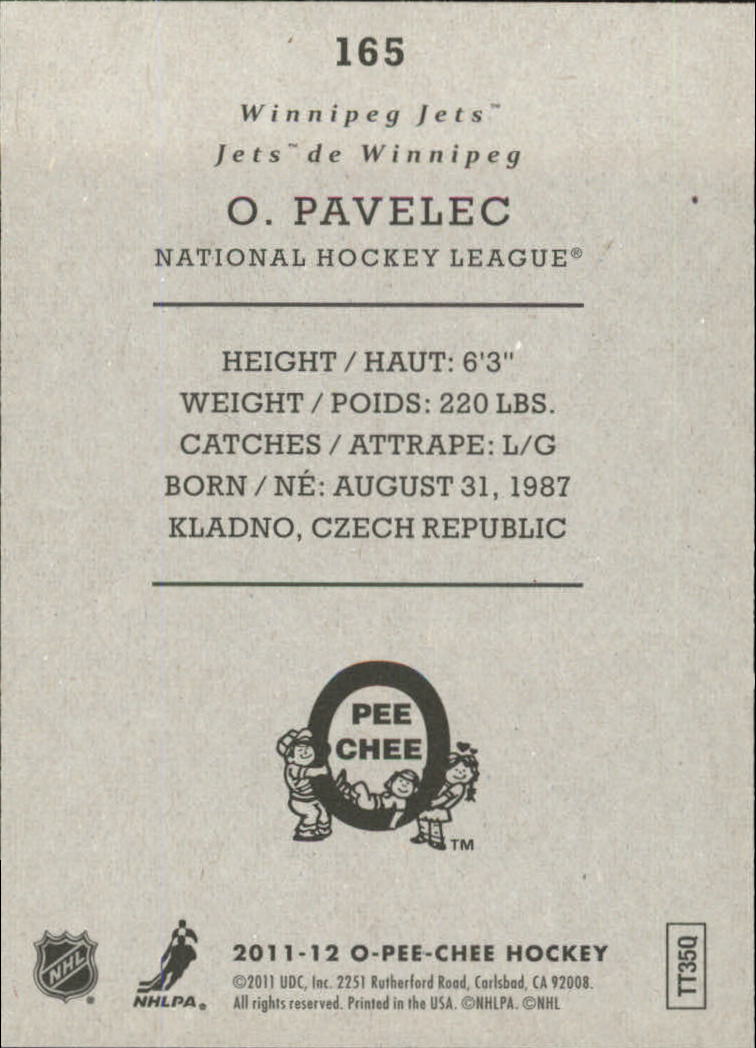 165
Winnipeg Jets™
Jets™ de Winnipeg
O. PAVELEC
NATIONAL HOCKEY LEAGUE®
HEIGHT / HAUT: 6'3"
WEIGHT / POIDS: 220 LBS.
CATCHES / ATTRAPE: L/G
BORN / NÉ: AUGUST 31, 1987
KLADNO, CZECH REPUBLIC
O
PEE
CHEE
TM
NHL®
NHLPA®
2011-12 O-PEE-CHEE HOCKEY
©2011 UDC, Inc. 2251 Rutherford Road, Carlsbad, CA 92008.
All rights reserved. Printed in the USA. ©NHLPA. ©NHL
TT35Q